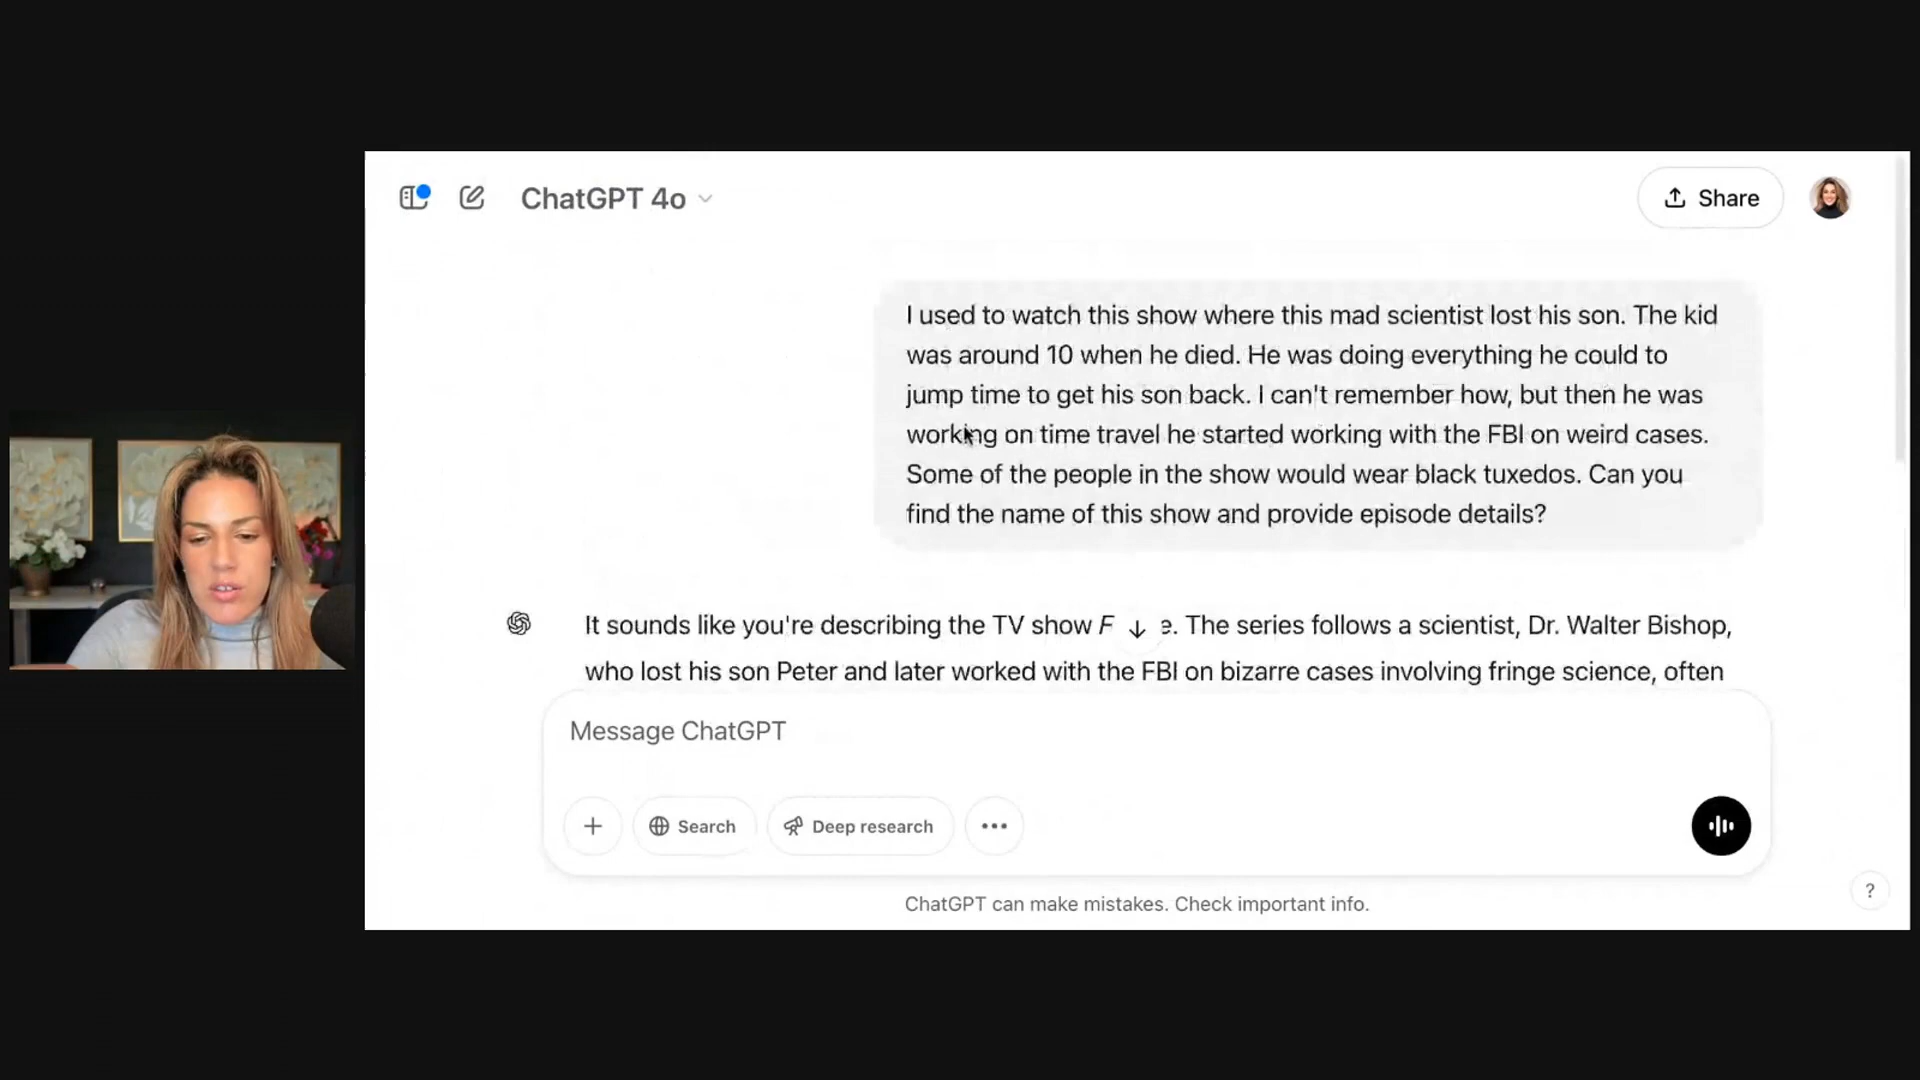 ChatGPT 4o
Share
I used to watch this show where this mad scientist lost his son. The kid
was around 10 when he died. He was doing everything he could to
jump time to get his son back. I can't remember how, but then he was
working on time travel he started working with the FBI on weird cases.
Some of the people in the show would wear black tuxedos. Can you
find the name of this show and provide episode details?
It sounds like you're describing the TV show F e. The series follows a scientist, Dr. Walter Bishop,
who lost his son Peter and later worked with the FBI on bizarre cases involving fringe science, often
Message ChatGPT
Search
Deep research
ChatGPT can make mistakes. Check important info.
?